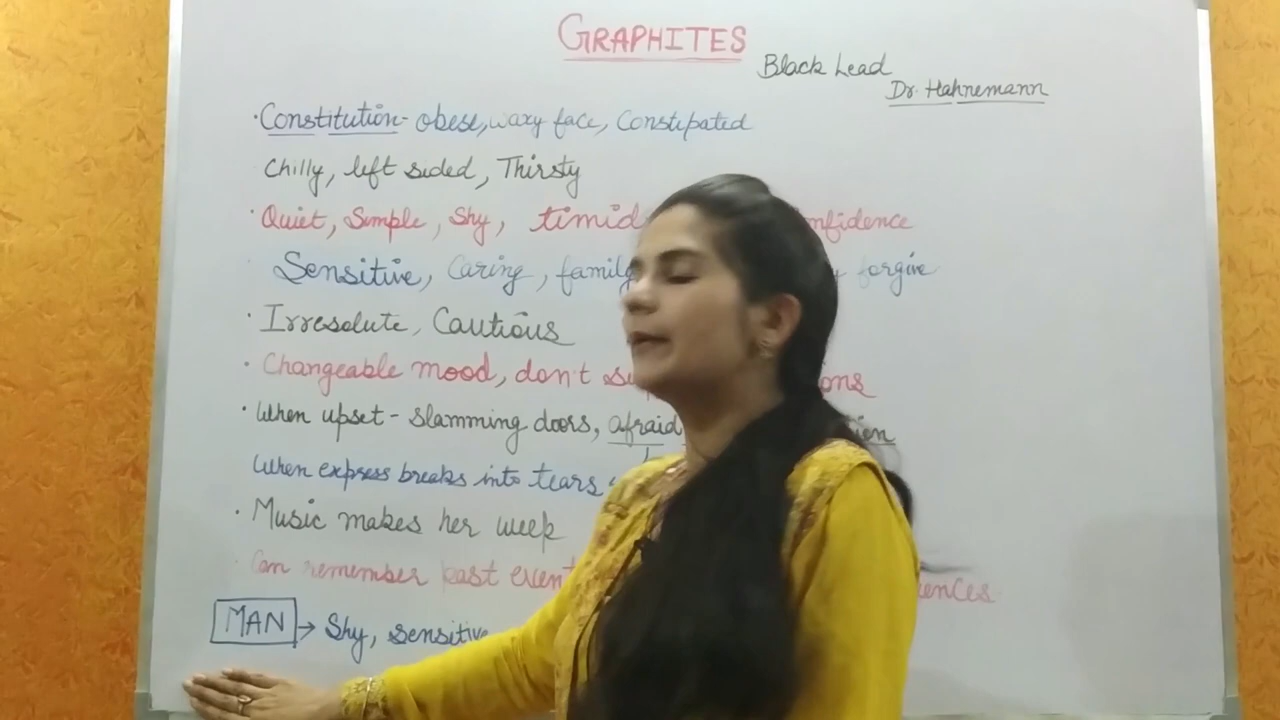 GRAPHITES
Black Lead
Dr. Hahnemann
· Constitution - obese, waxy face, Constipated
Chilly, left sided, Thirsty
· Quiet, Simple, Shy, timid
Sensitive, Caring, family forgive
· Irresolute, Cautious
· Changeable mood, don't
· When upset - slamming doors, afraid
When express breaks into tears
· Music makes her weep
Can remember past event
MAN → Shy, sensitive